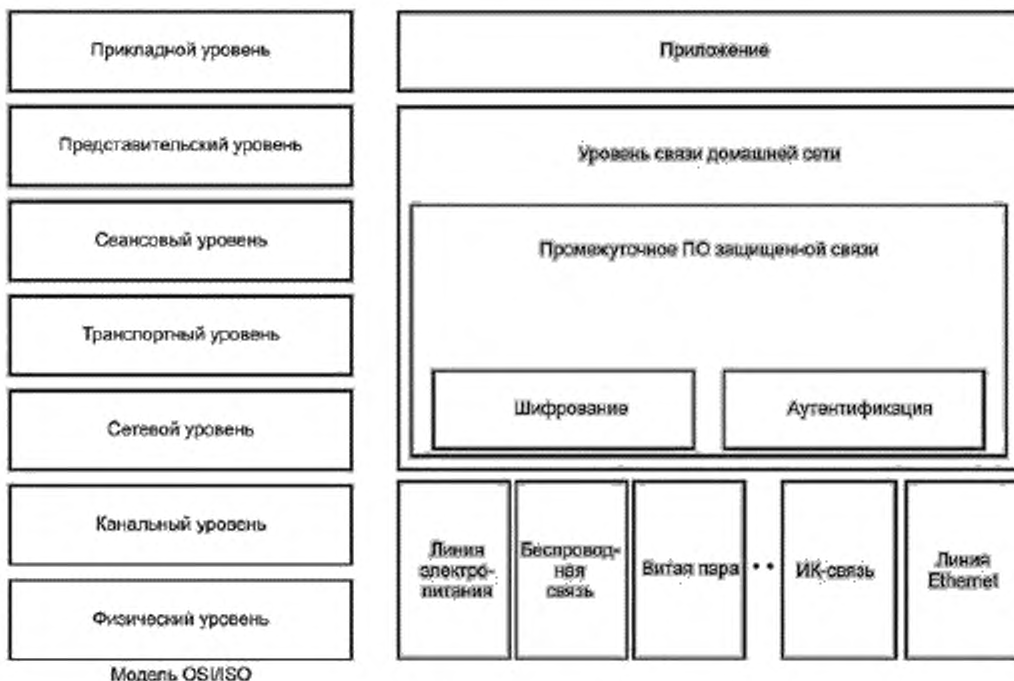 Прикладной уровень
Приложение
Представительский уровень
Уровень связи домашней сети
Сеансовый уровень
Промежуточное ПО защищенной связи
Транспортный уровень
Шифрование
Аутентификация
Сетевой уровень
Канальный уровень
Линия
электро-
питания
Беспровод-
ная
связь
Витая пара
• •
ИК-связь
Линия
Ethernet
Физический уровень
Модель OSI/ISO